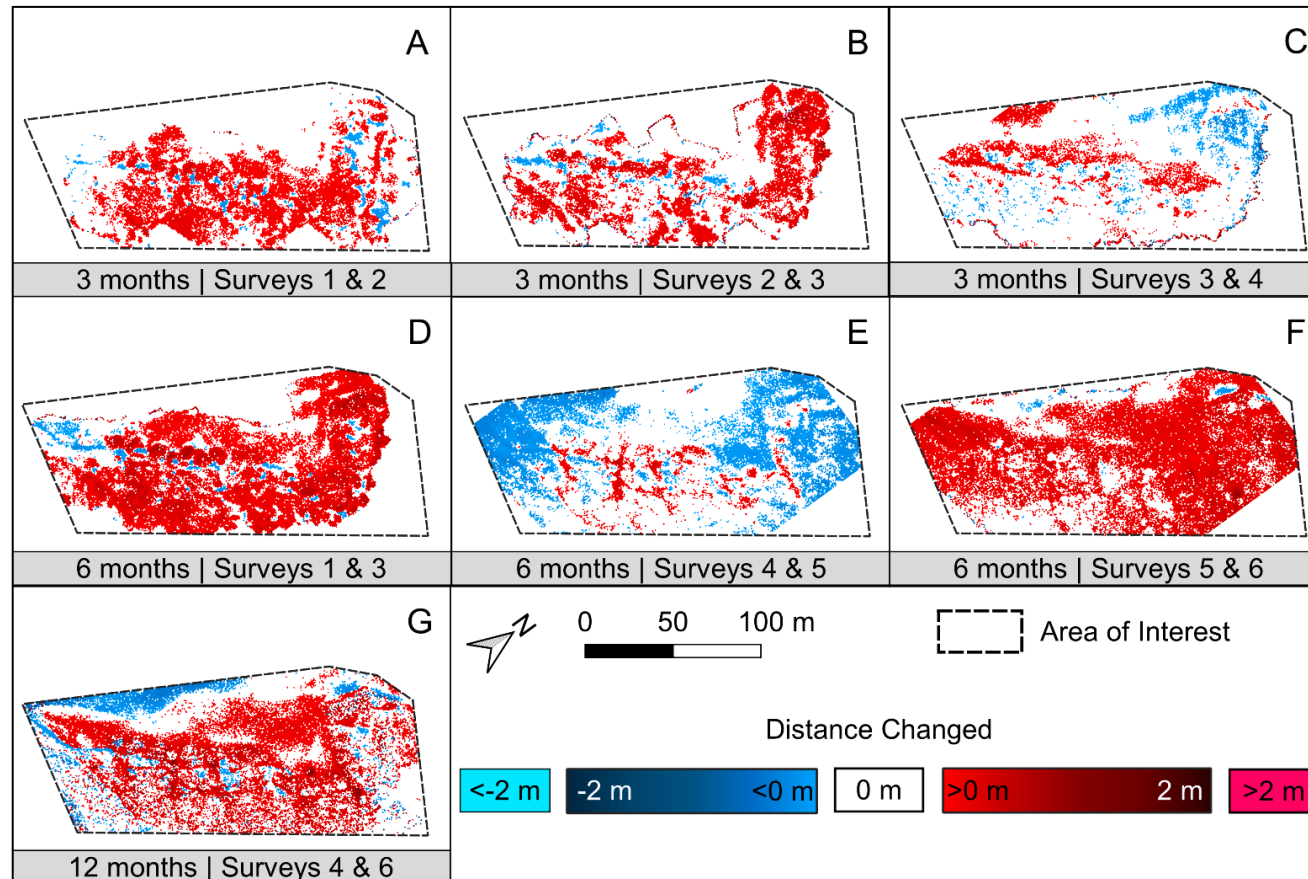 A
B
C
3 months | Surveys 1 & 2
3 months | Surveys 2 & 3
3 months | Surveys 3 & 4
D
E
F
6 months | Surveys 1 & 3
6 months | Surveys 4 & 5
6 months | Surveys 5 & 6
G
N
0 50 100 m
Area of Interest
Distance Changed
<-2 m -2 m <0 m 0 m >0 m 2 m >2 m
12 months | Surveys 4 & 6